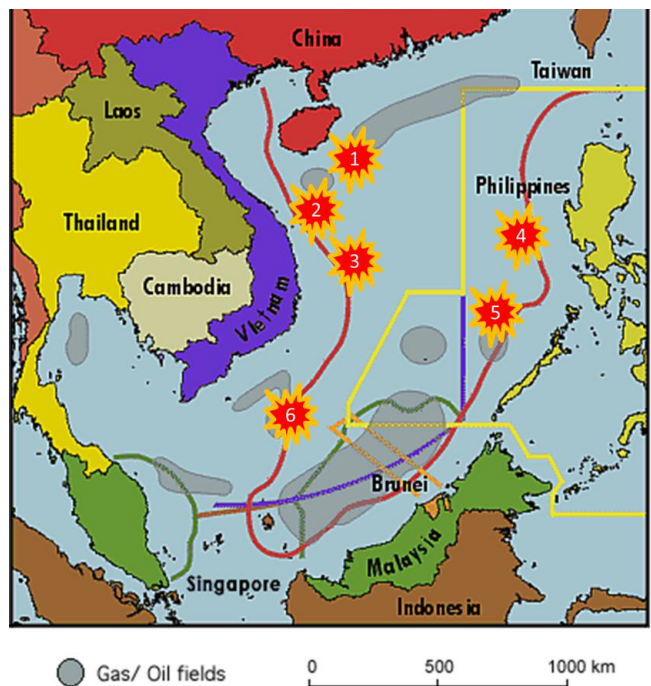 China
Taiwan
Laos
1
Philippines
2
Thailand
4
3
Cambodia
Vietnam
5
6
Brunei
Malaysia
Singapore
Indonesia
Gas/ Oil fields
0 500 1000 km